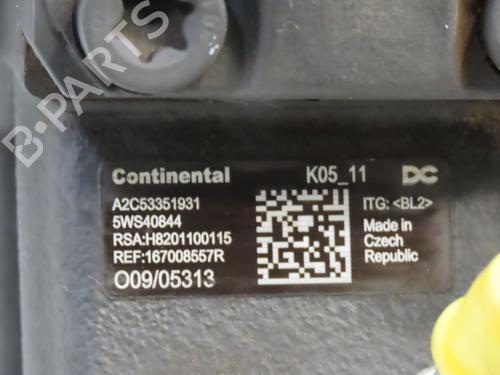 B-PARTS
Continental K05_11 DC
A2C53351931
5WS40844 ITG: <BL2>
RSA:H8201100115 Made in
REF:167008557R Czech
O09/05313 Republic